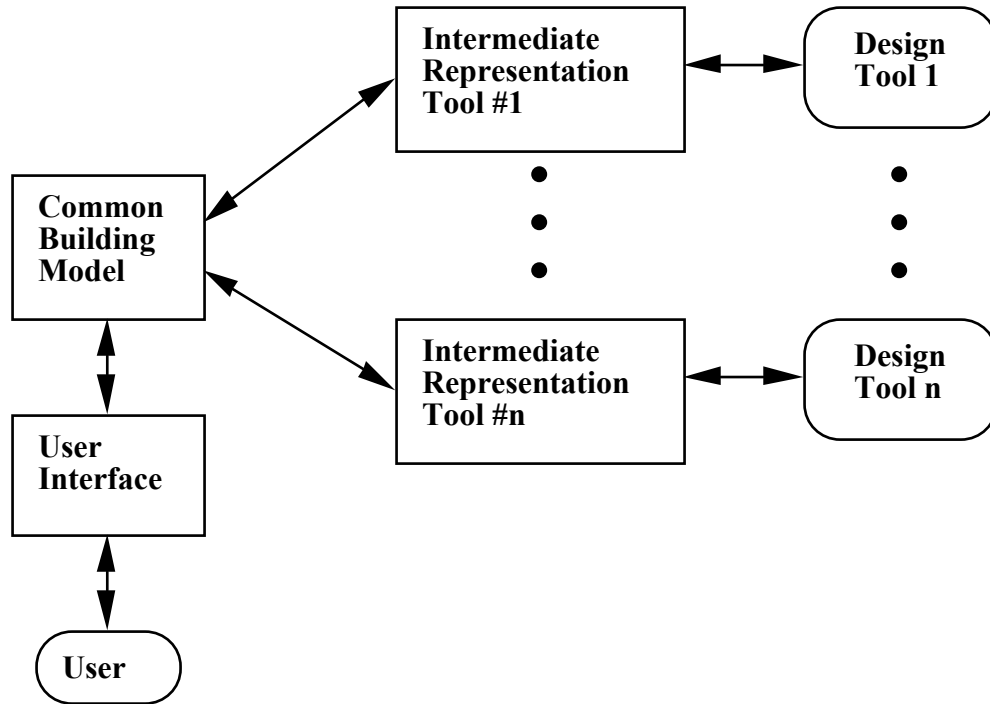 Intermediate
Representation
Tool #1
Design
Tool 1
Common
Building
Model
Intermediate
Representation
Tool #n
Design
Tool n
User
Interface
User